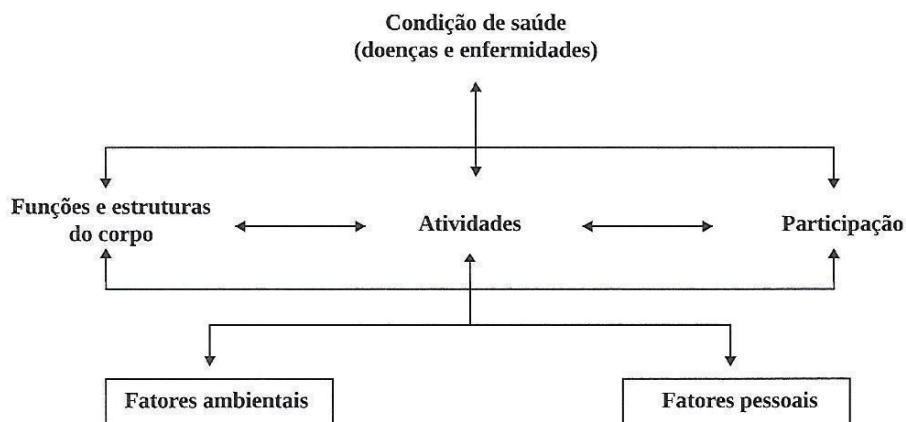 Condição de saúde
(doenças e enfermidades)
Funções e estruturas
do corpo
Atividades
Participação
Fatores ambientais
Fatores pessoais